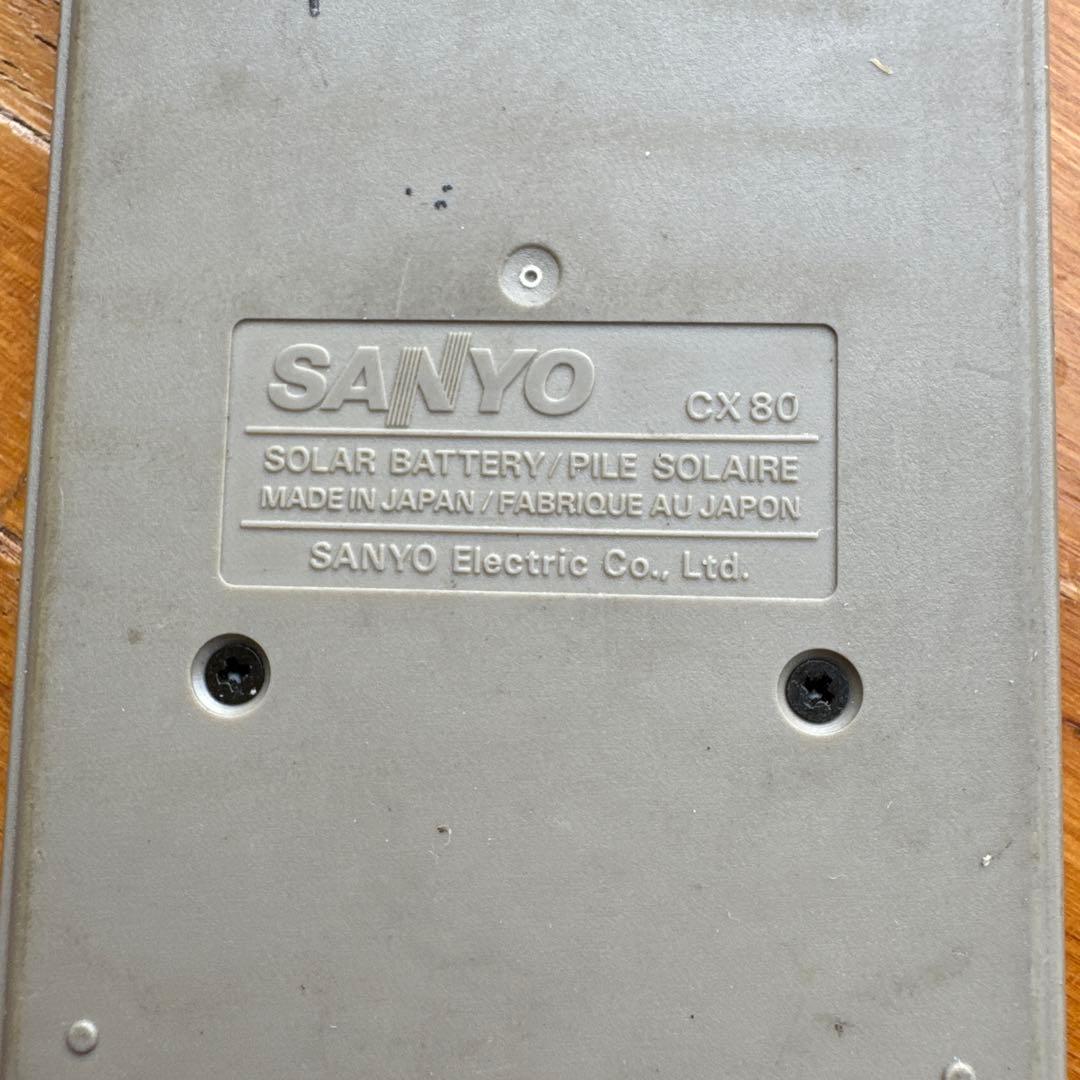 SANYO CX 80
SOLAR BATTERY/PILE SOLAIRE
MADE IN JAPAN / FABRIQUE AU JAPON
SANYO Electric Co., Ltd.